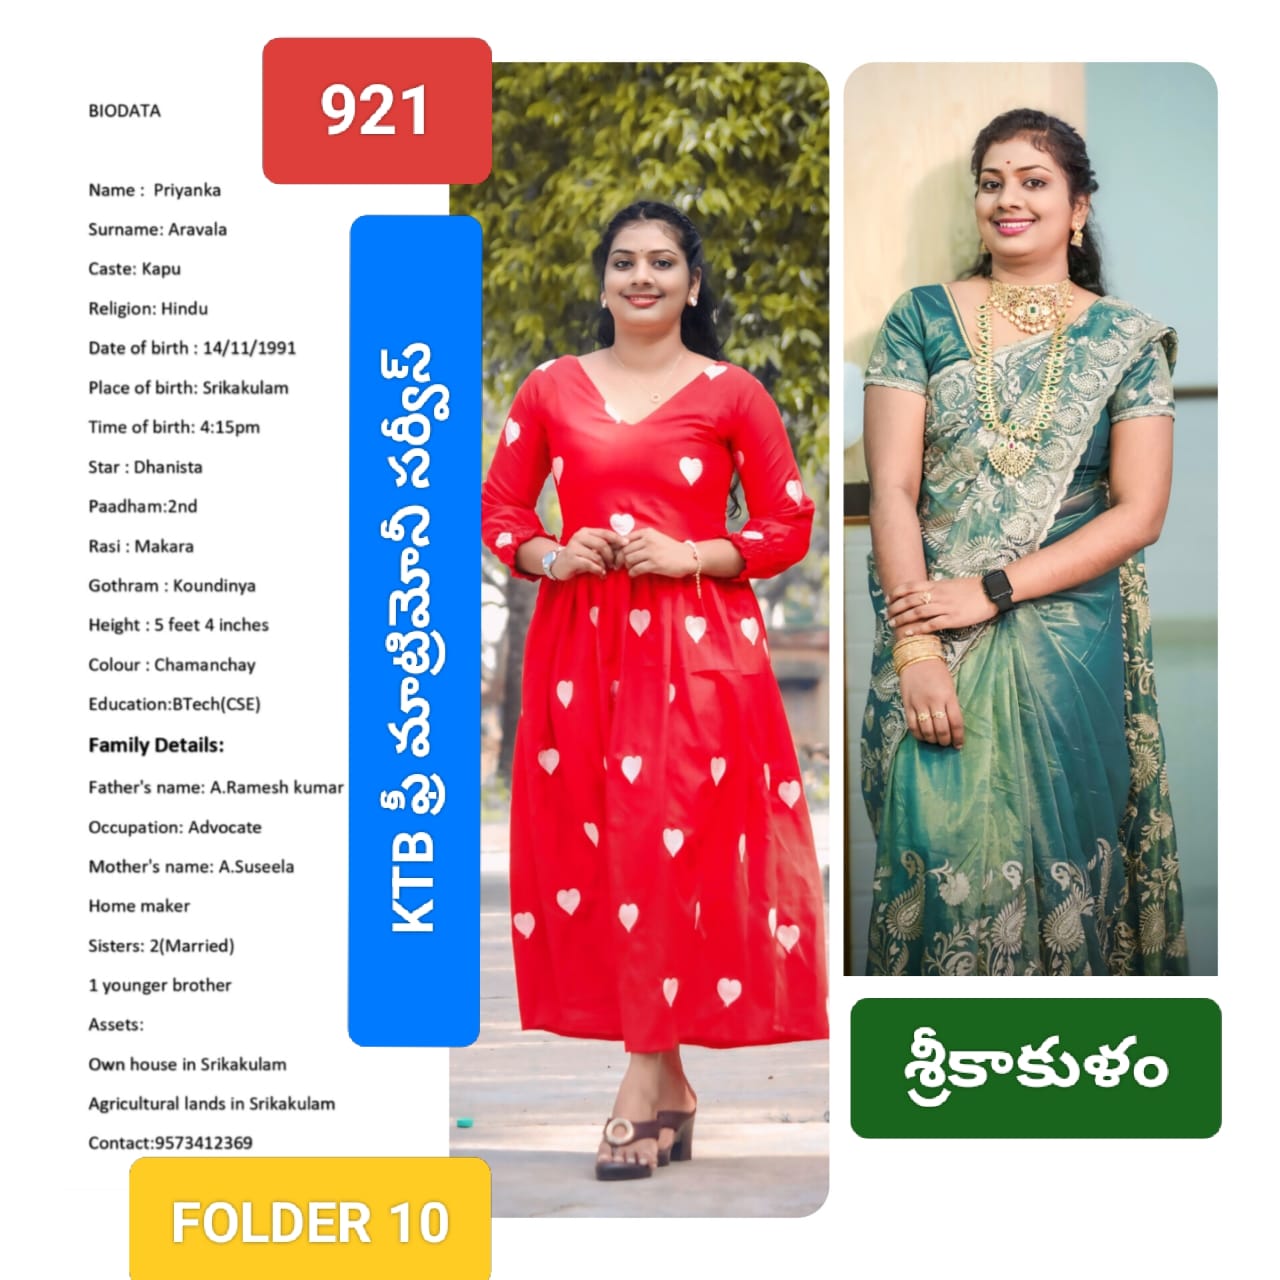 921
BIODATA
Name : Priyanka
Surname: Aravala
Caste: Kapu
Religion: Hindu
Date of birth : 14/11/1991
Place of birth: Srikakulam
Time of birth: 4:15pm
Star : Dhanista
Paadham:2nd
Rasi : Makara
Gothram : Koundinya
Height : 5 feet 4 inches
Colour : Chamanchay
Education:BTech(CSE)
Family Details:
Father's name: A.Ramesh kumar
Occupation: Advocate
Mother's name: A.Suseela
Home maker
Sisters: 2(Married)
1 younger brother
Assets:
Own house in Srikakulam
Agricultural lands in Srikakulam
Contact:9573412369
KTB ఫ్రీ మాట్రిమోనీ సర్వీస్
శ్రీకాకుళం
FOLDER 10